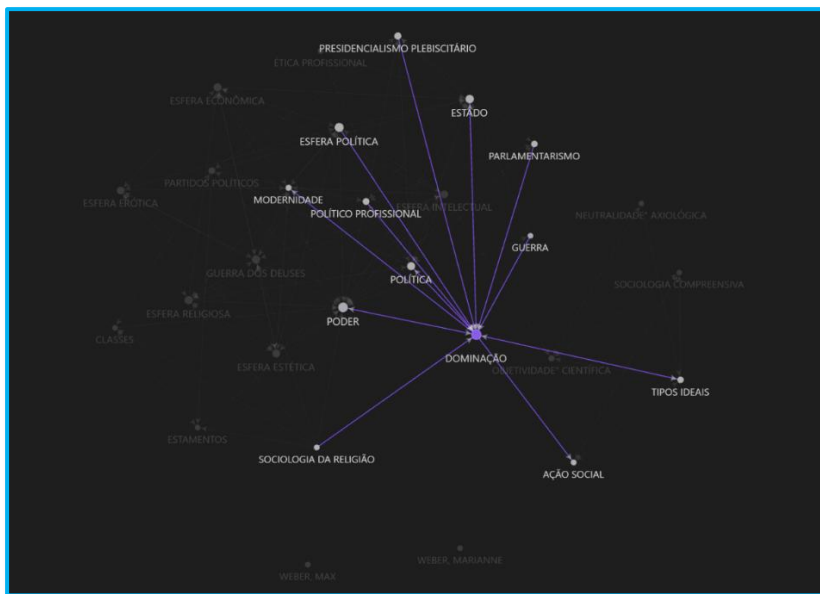 PRESIDENCIALISMO PLEBISCITÁRIO
ÉTICA PROFISSIONAL
ESFERA ECONÔMICA
ESTADO
ESFERA POLÍTICA
PARLAMENTARISMO
PARTIDOS POLÍTICOS
ESFERA ERÓTICA
MODERNIDADE
ESFERA INTELECTUAL
POLÍTICO PROFISSIONAL
NEUTRALIDADE" AXIOLÓGICA
GUERRA
GUERRA DOS DEUSES
POLÍTICA
SOCIOLOGIA COMPREENSIVA
ESFERA RELIGIOSA
PODER
CLASSES
DOMINAÇÃO
ESFERA ESTÉTICA
OBJETIVIDADE" CIENTÍFICA
TIPOS IDEAIS
ESTAMENTOS
SOCIOLOGIA DA RELIGIÃO
AÇÃO SOCIAL
WEBER, MARIANNE
WEBER, MAX